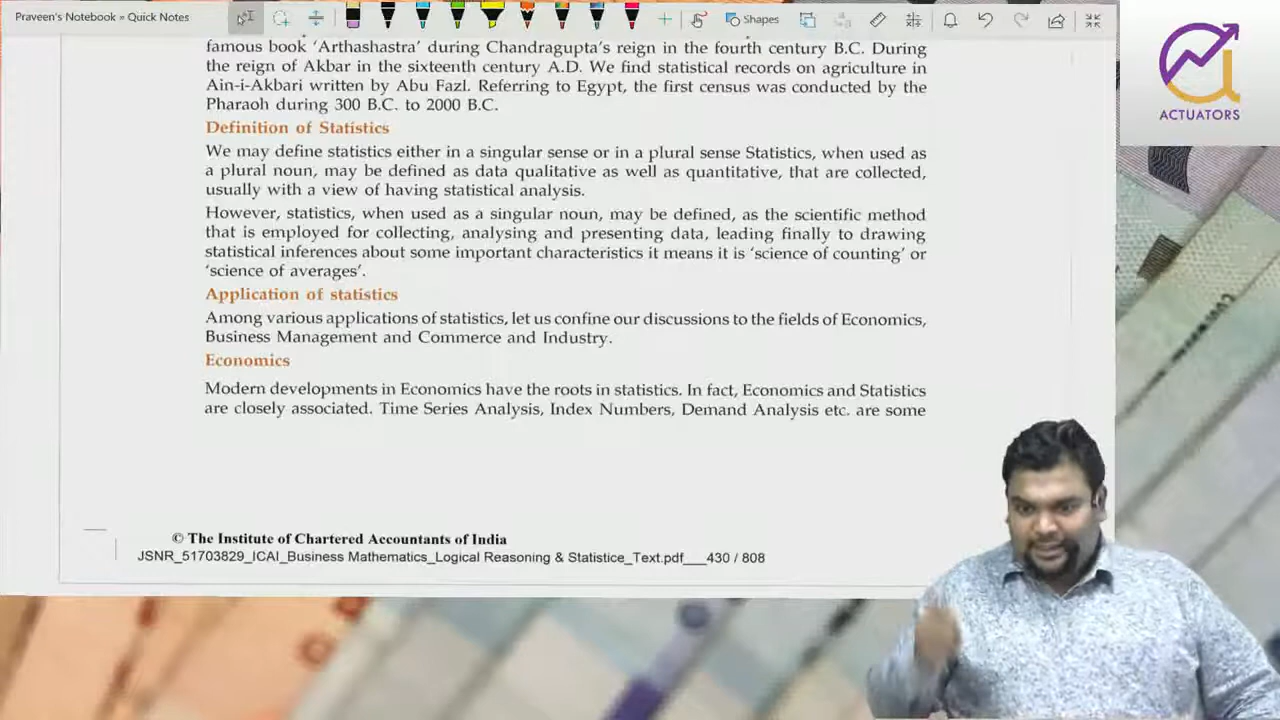 Praveen's Notebook » Quick Notes
Shapes
famous book 'Arthashastra' during Chandragupta's reign in the fourth century B.C. During
the reign of Akbar in the sixteenth century A.D. We find statistical records on agriculture in
Ain-i-Akbari written by Abu Fazl. Referring to Egypt, the first census was conducted by the
Pharaoh during 300 B.C. to 2000 B.C.
Definition of Statistics
We may define statistics either in a singular sense or in a plural sense Statistics, when used as
a plural noun, may be defined as data qualitative as well as quantitative, that are collected,
usually with a view of having statistical analysis.
However, statistics, when used as a singular noun, may be defined, as the scientific method
that is employed for collecting, analysing and presenting data, leading finally to drawing
statistical inferences about some important characteristics it means it is 'science of counting' or
'science of averages'.
Application of statistics
Among various applications of statistics, let us confine our discussions to the fields of Economics,
Business Management and Commerce and Industry.
Economics
Modern developments in Economics have the roots in statistics. In fact, Economics and Statistics
are closely associated. Time Series Analysis, Index Numbers, Demand Analysis etc. are some
© The Institute of Chartered Accountants of India
JSNR_51703829_ICAI_Business Mathematics_Logical Reasoning & Statistice_Text.pdf___430 / 808
ACTUATORS